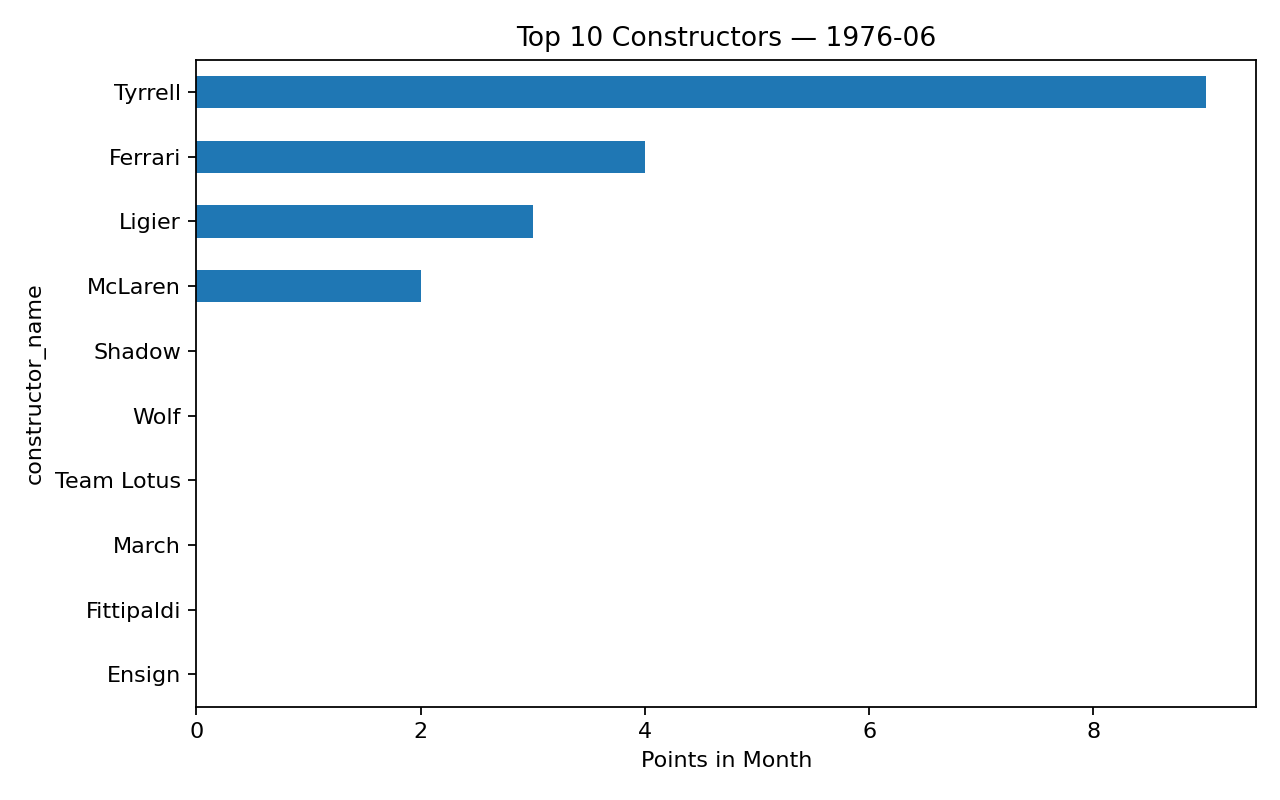 Top 10 Constructors — 1976-06
constructor_name
Tyrrell
Ferrari
Ligier
McLaren
Shadow
Wolf
Team Lotus
March
Fittipaldi
Ensign
0 2 4 6 8
Points in Month